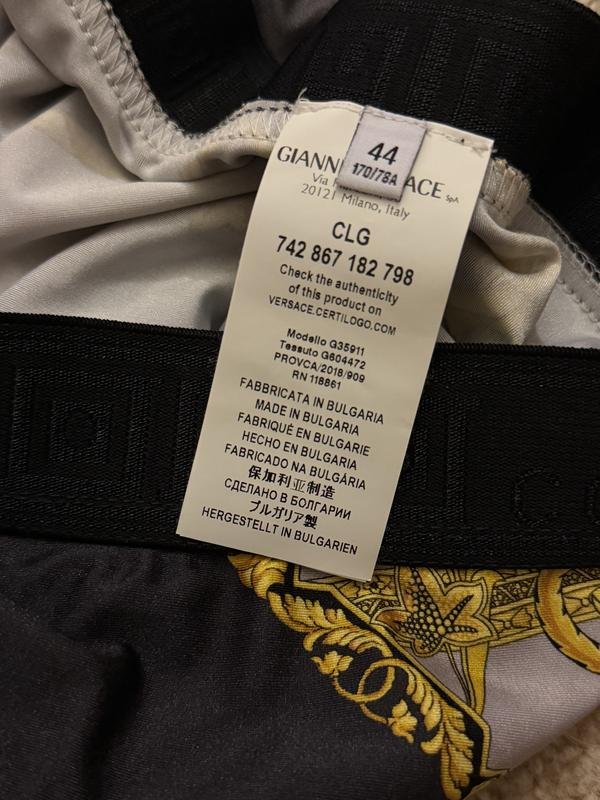 44
170/78A
GIANN ACE SpA
Via
20121 Milano, Italy
CLG
742 867 182 798
Check the authenticity
of this product on
VERSACE.CERTILOGO.COM
Modello G35911
Tessuto G604472
PROVCA/2018/909
RN 118861
FABBRICATA IN BULGARIA
MADE IN BULGARIA
FABRIQUÉ EN BULGARIE
HECHO EN BULGARIA
FABRICADO NA BULGÁRIA
保加利亚制造
СДЕЛАНО В БОЛГАРИИ
ブルガリア製
HERGESTELLT IN BULGARIEN